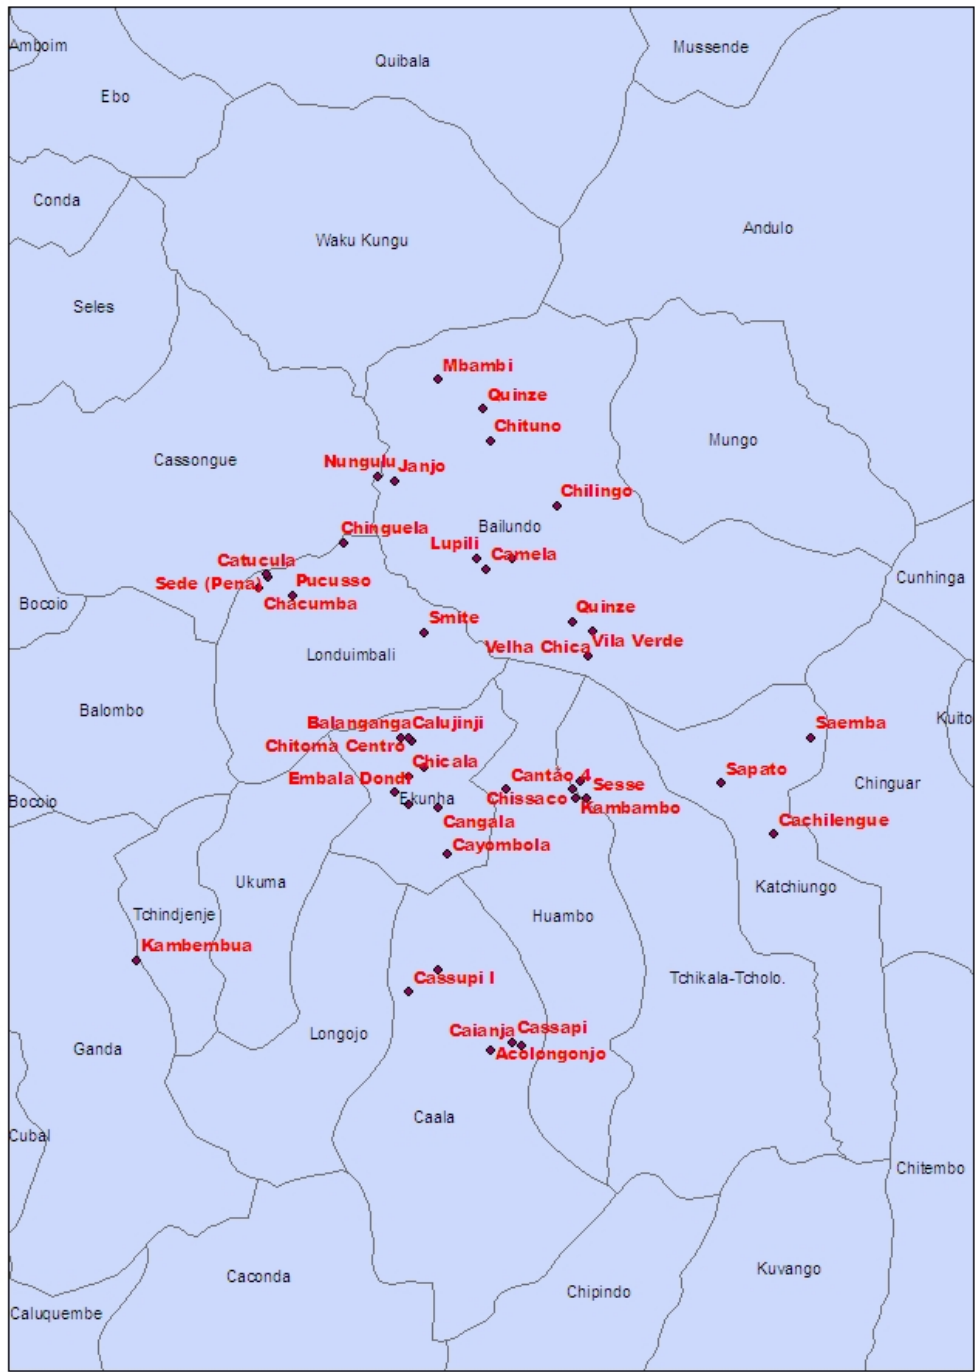 Amboim
Quibala
Mussende
Ebo
Conda
Waku Kungu
Andulo
Seles
Mbambi
Quinze
Chituno
Mungo
Cassongue
Nungulu
Janjo
Chilingo
Bailundo
Chinguela
Lupili
Camela
Catucula
Sede (Pena)
Pucusso
Chacumba
Cunhinga
Bocoio
Quinze
Smite
Velha Chica
Vila Verde
Londuimbali
Balombo
Kuito
Balanganga
Calujinji
Saemba
Chitoma Centro
Chicala
Sapato
Embala Dondi
Cantão 4
Sesse
Chinguar
Bocoio
Ekunha
Chissaco
Kambambo
Cangala
Cachilengue
Cayombola
Ukuma
Katchiungo
Tchindjenje
Huambo
Kambembua
Cassupi I
Tchikala-Tcholo.
Longojo
Caianja
Cassapi
Ganda
Acolongonjo
Caala
Cubal
Chitembo
Caconda
Kuvango
Chipindo
Caluquembe